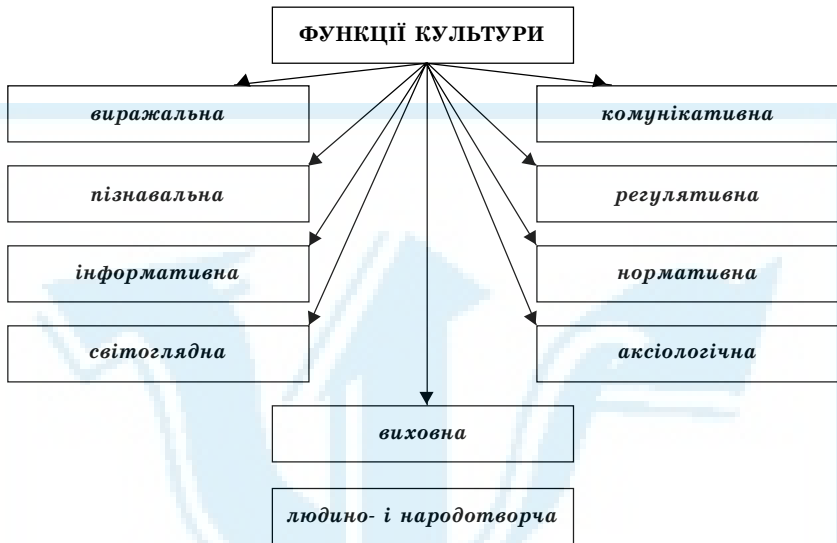 ФУНКЦІЇ КУЛЬТУРИ
виражальна
комунікативна
пізнавальна
регулятивна
інформативна
нормативна
світоглядна
аксіологічна
виховна
людино- і народотворча